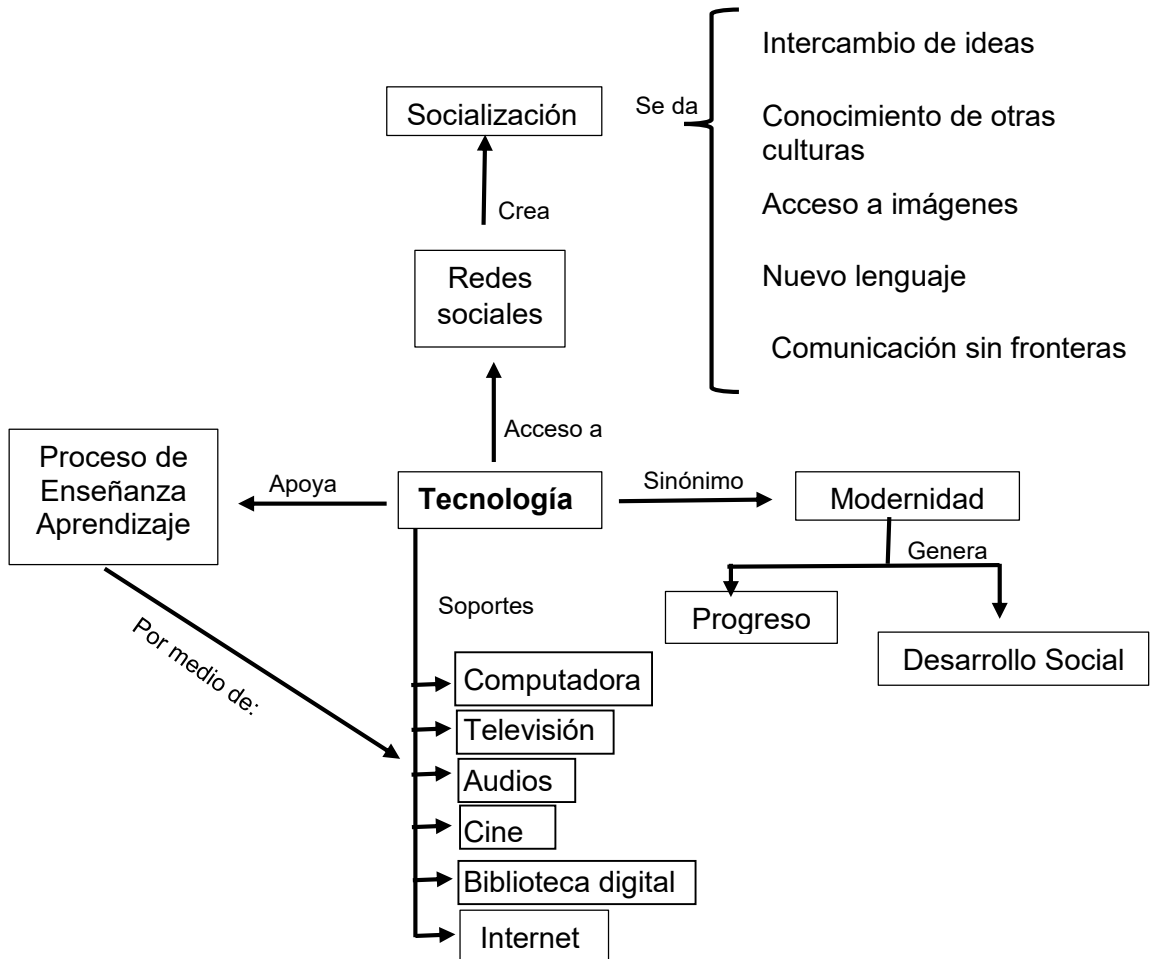 Intercambio de ideas
Socialización
Se da
Conocimiento de otras
culturas
Acceso a imágenes
Crea
Redes
sociales
Nuevo lenguaje
Comunicación sin fronteras
Acceso a
Proceso de
Enseñanza
Aprendizaje
Apoya
Tecnología
Sinónimo
Modernidad
Genera
Soportes
Progreso
Desarrollo Social
Por medio de:
Computadora
Televisión
Audios
Cine
Biblioteca digital
Internet